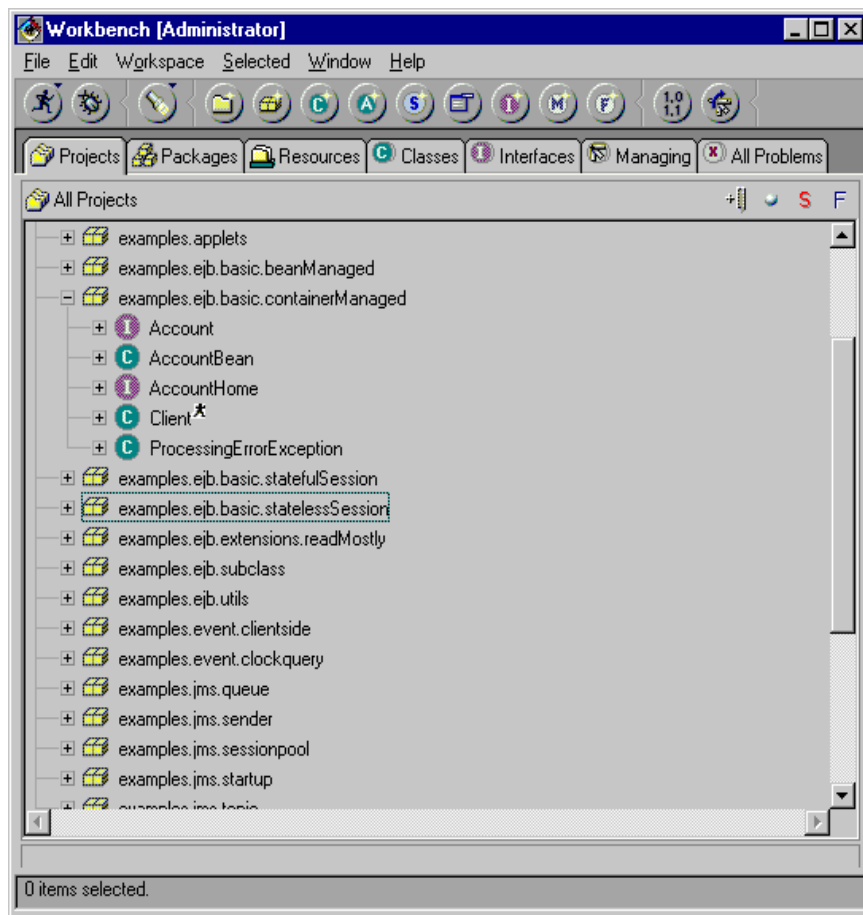 Workbench [Administrator]
File Edit Workspace Selected Window Help
C A S I M F 1.0 1.1
Projects Packages Resources C Classes I Interfaces Managing All Problems
All Projects S F
examples.applets
examples.ejb.basic.beanManaged
examples.ejb.basic.containerManaged
I Account
C AccountBean
I AccountHome
C Client
C ProcessingErrorException
examples.ejb.basic.statefulSession
examples.ejb.basic.statelessSession
examples.ejb.extensions.readMostly
examples.ejb.subclass
examples.ejb.utils
examples.event.clientside
examples.event.clockquery
examples.jms.queue
examples.jms.sender
examples.jms.sessionpool
examples.jms.startup
examples.jms.topic
0 items selected.